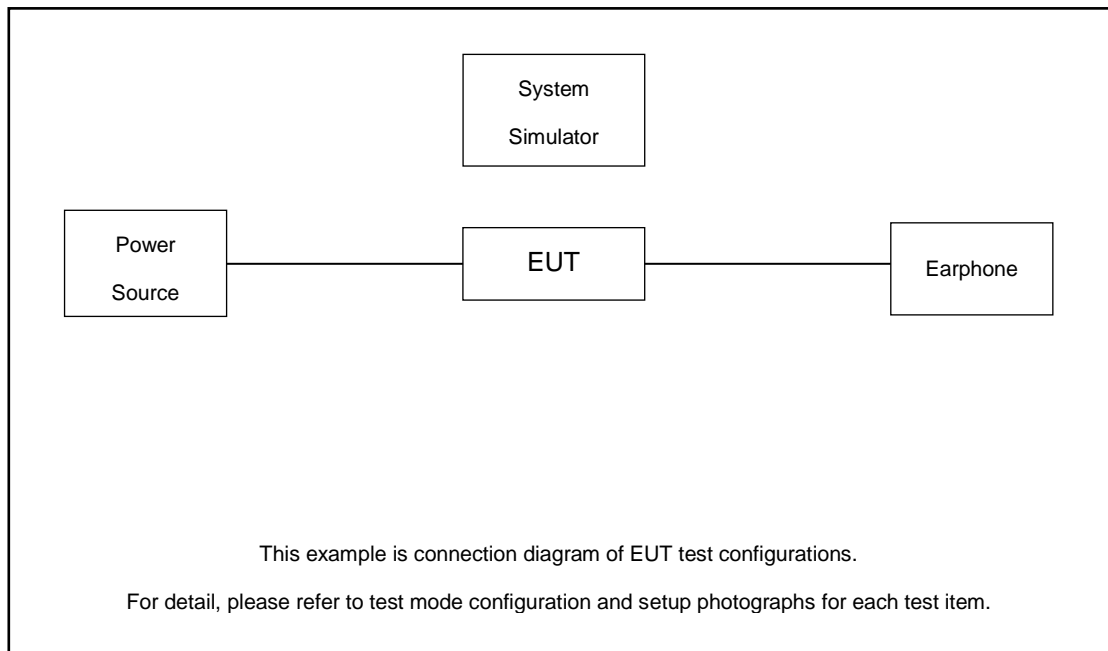 System
Simulator
Power
Source
EUT
Earphone
This example is connection diagram of EUT test configurations.
For detail, please refer to test mode configuration and setup photographs for each test item.